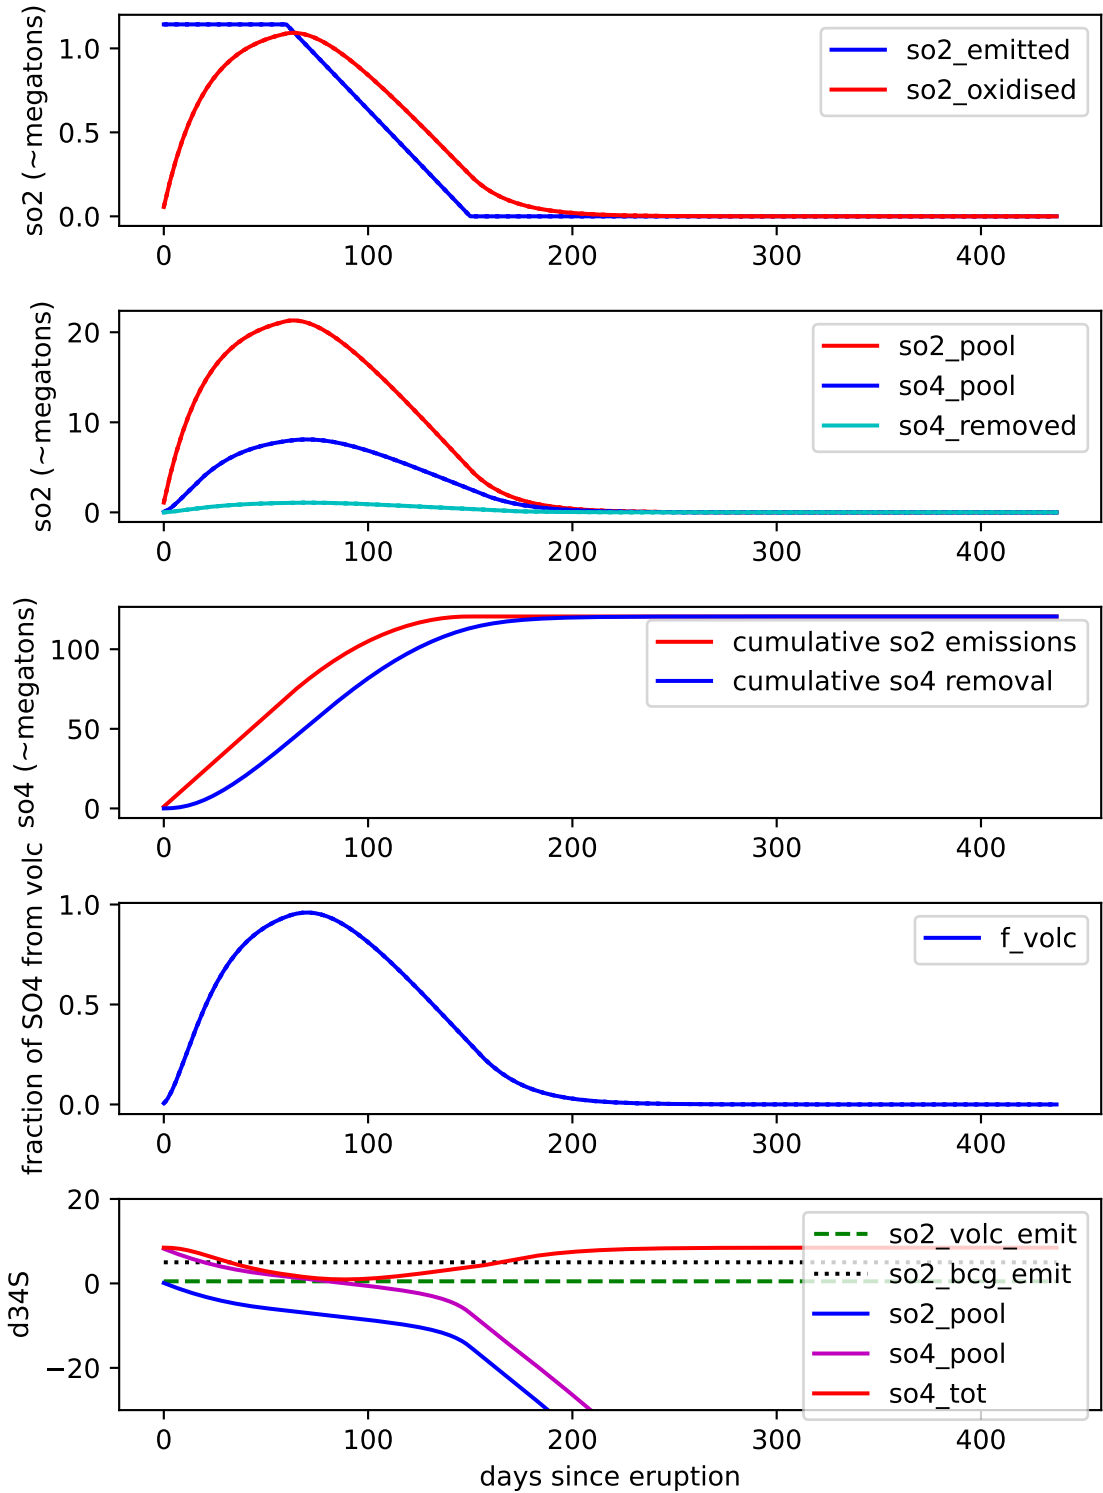 so2 (~megatons)
1.0
0.5
0.0
so2_emitted
so2_oxidised
0 100 200 300 400
so2 (~megatons)
20
10
0
so2_pool
so4_pool
so4_removed
0 100 200 300 400
so4 (~megatons)
100
50
0
cumulative so2 emissions
cumulative so4 removal
0 100 200 300 400
fraction of SO4 from volc
1.0
0.5
0.0
f_volc
0 100 200 300 400
d34S
20
0
−20
so2_volc_emit
so2_bcg_emit
so2_pool
so4_pool
so4_tot
0 100 200 300 400
days since eruption